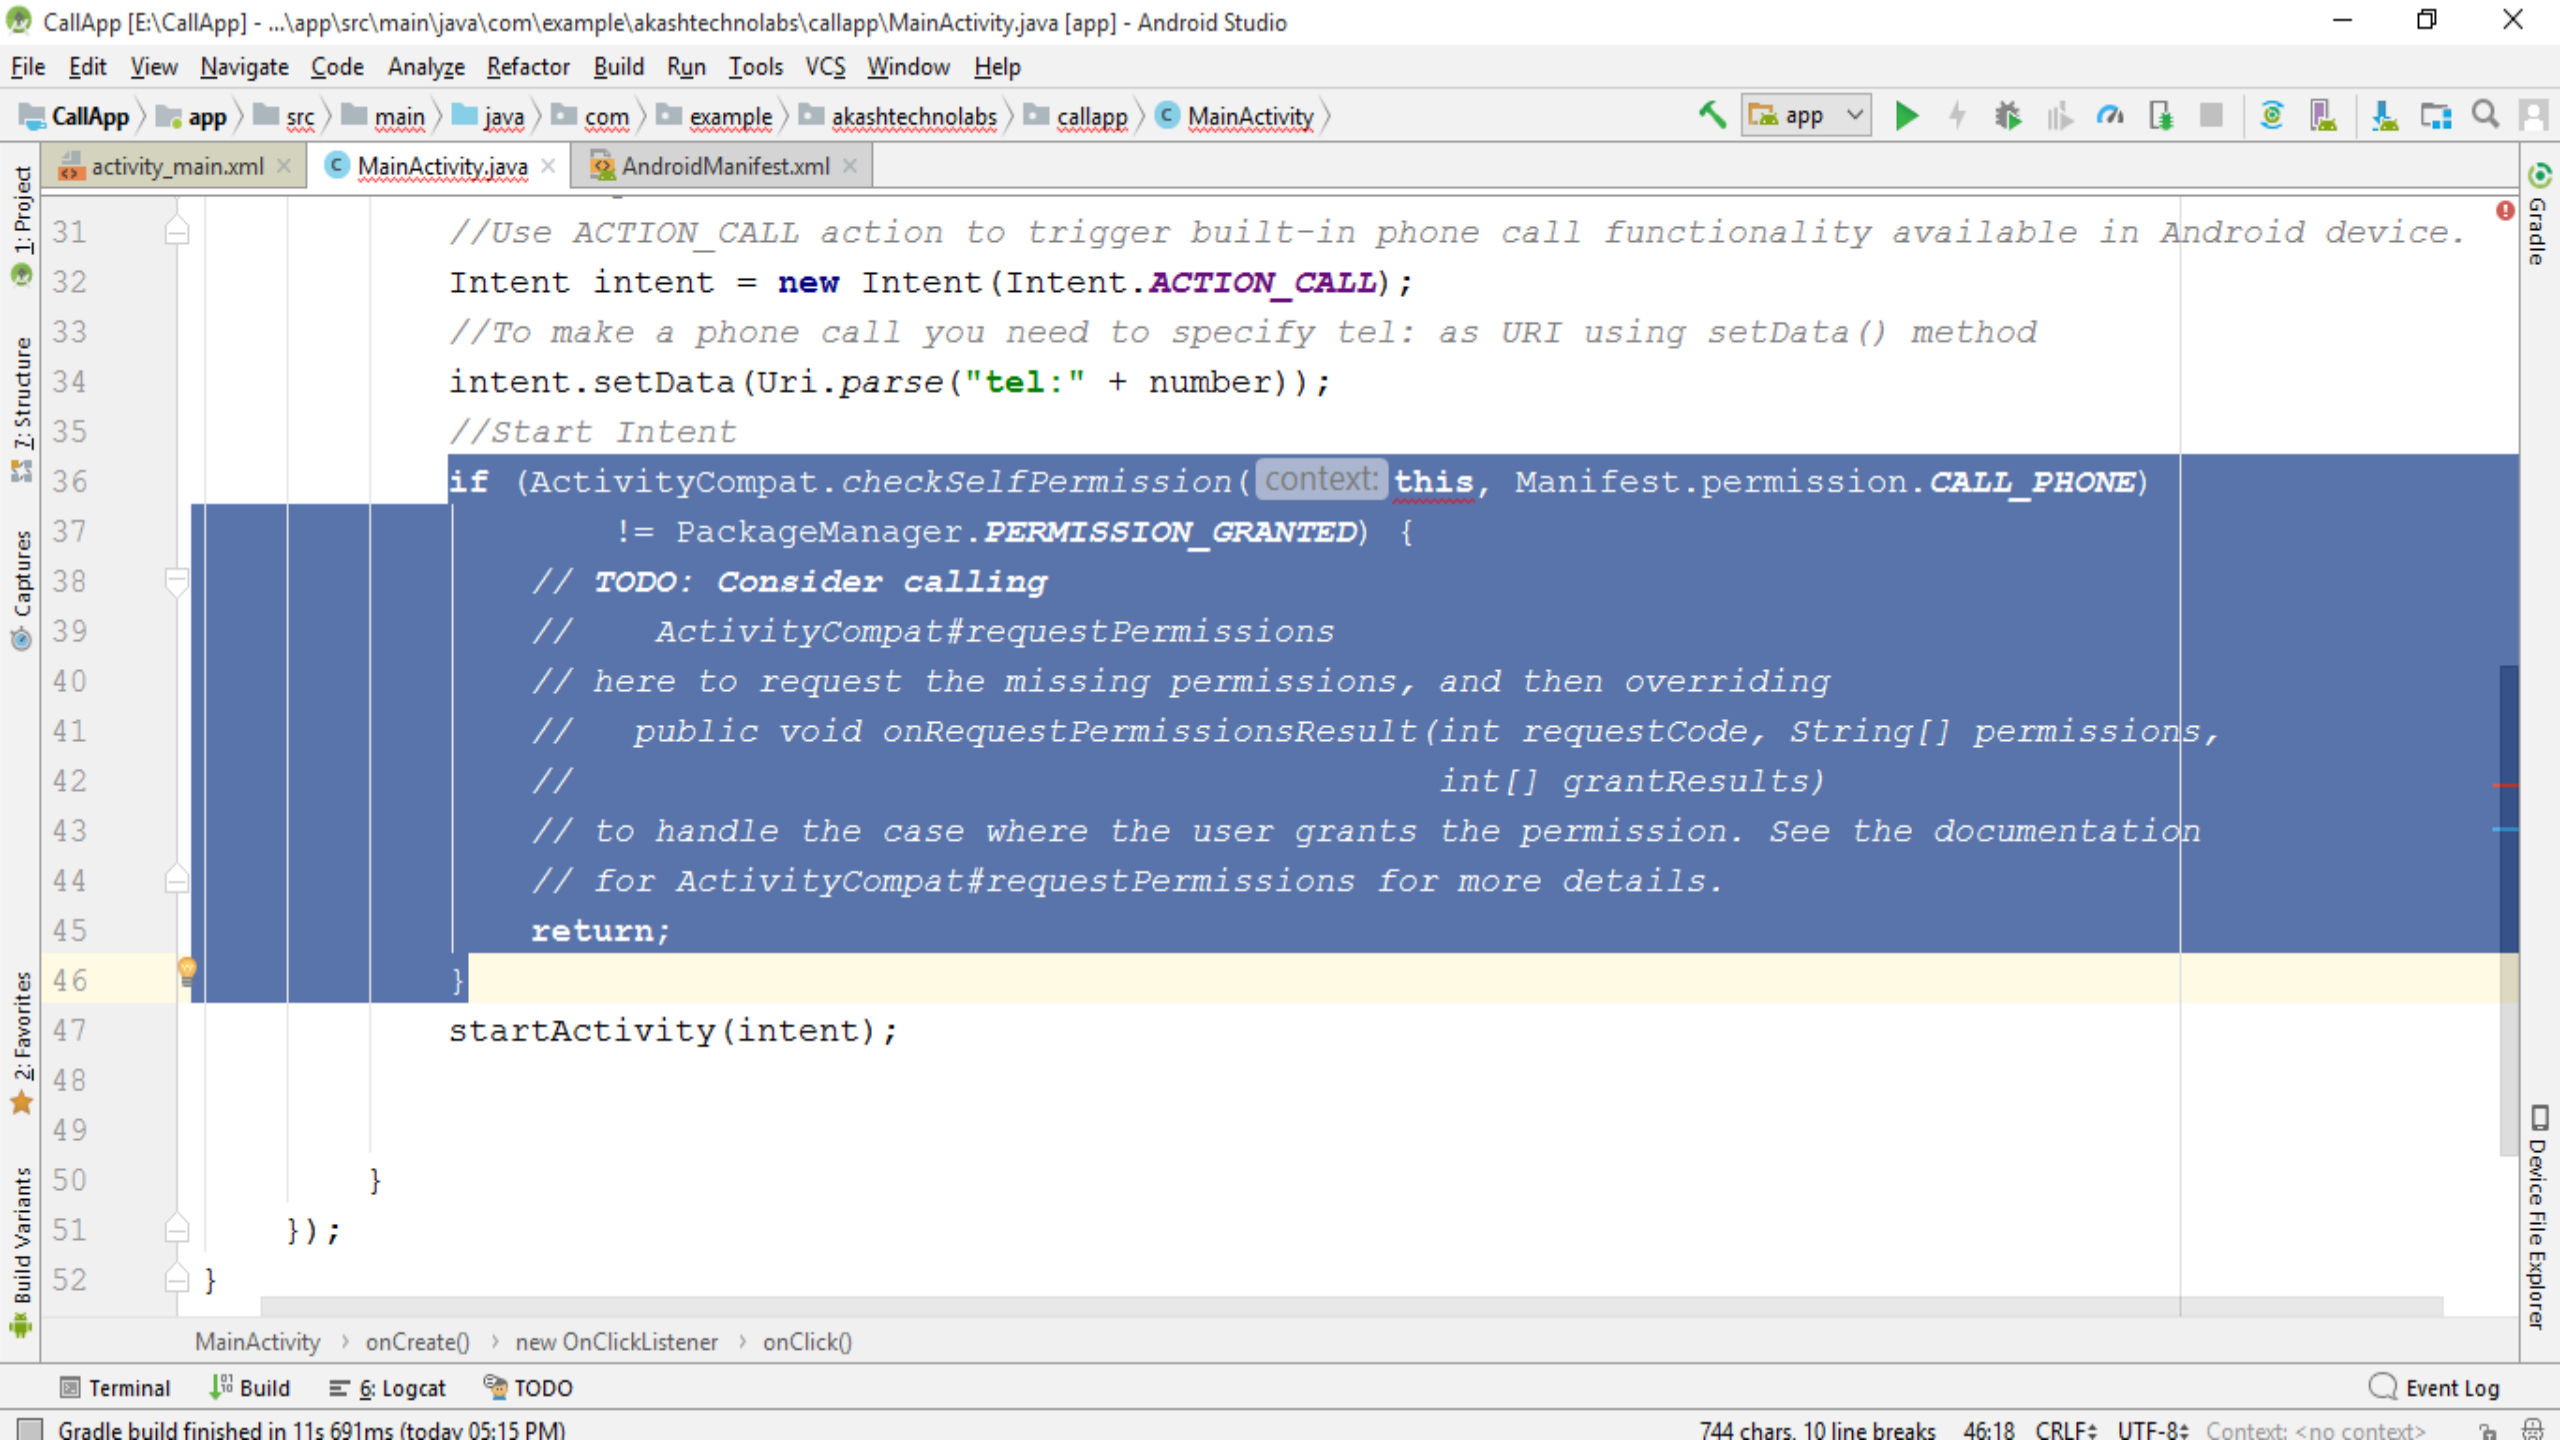 CallApp [E:\CallApp] - ...\app\src\main\java\com\example\akashtechnolabs\callapp\MainActivity.java [app] - Android Studio
File Edit View Navigate Code Analyze Refactor Build Run Tools VCS Window Help
CallApp app src main java com example akashtechnolabs callapp MainActivity app
activity_main.xml MainActivity.java AndroidManifest.xml
31 //Use ACTION_CALL action to trigger built-in phone call functionality available in Android device.
32 Intent intent = new Intent(Intent.ACTION_CALL);
33 //To make a phone call you need to specify tel: as URI using setData() method
34 intent.setData(Uri.parse("tel:" + number));
35 //Start Intent
36 if (ActivityCompat.checkSelfPermission( context: this, Manifest.permission.CALL_PHONE)
37 != PackageManager.PERMISSION_GRANTED) {
38 // TODO: Consider calling
39 //    ActivityCompat#requestPermissions
40 // here to request the missing permissions, and then overriding
41 //   public void onRequestPermissionsResult(int requestCode, String[] permissions,
42 //                                          int[] grantResults)
43 // to handle the case where the user grants the permission. See the documentation
44 // for ActivityCompat#requestPermissions for more details.
45 return;
46 }
47 startActivity(intent);
48
49
50 }
51 });
52 }
MainActivity › onCreate() › new OnClickListener › onClick()
1: Project
7: Structure
Captures
2: Favorites
Build Variants
Gradle
Device File Explorer
Terminal Build 6: Logcat TODO Event Log
Gradle build finished in 11s 691ms (today 05:15 PM) 744 chars, 10 line breaks 46:18 CRLF UTF-8 Context: <no context>